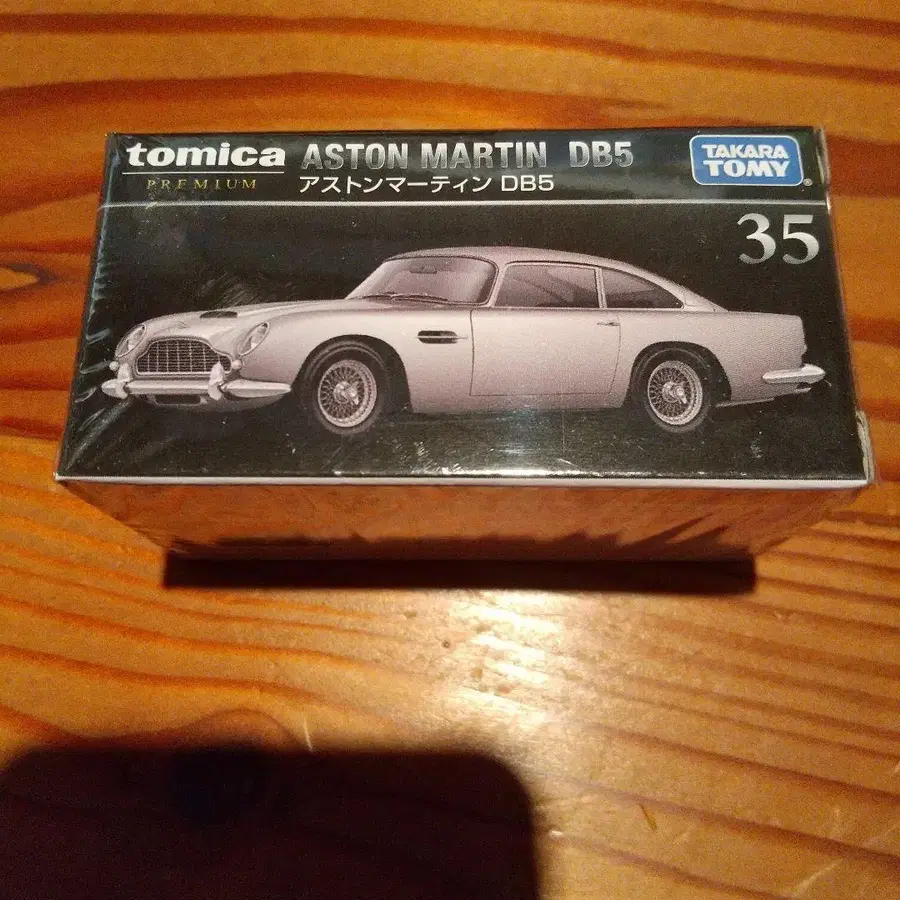 tomica ASTON MARTIN DB5
PREMIUM アストンマーティン DB5
TAKARA
TOMY
®
35